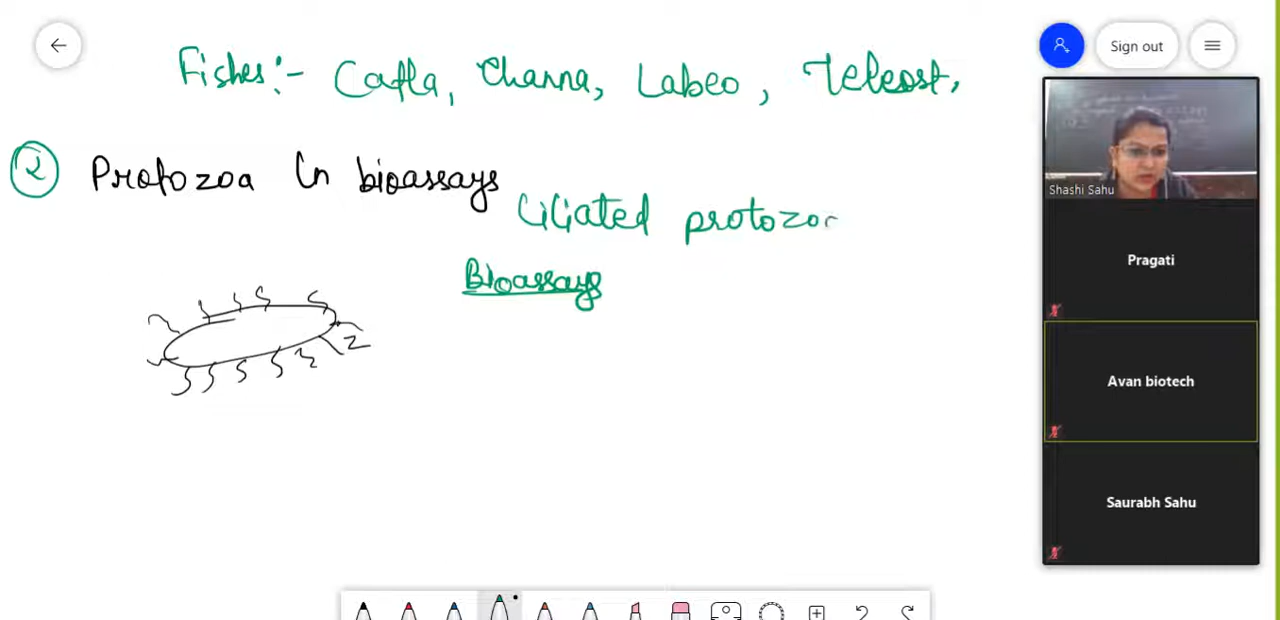 Sign out
Fishes:- Catla, Channa, Labeo, Teleost,
2 Protozoa in bioassays
Ciliated protozo
Bioassays
Shashi Sahu
Pragati
Avan biotech
Saurabh Sahu